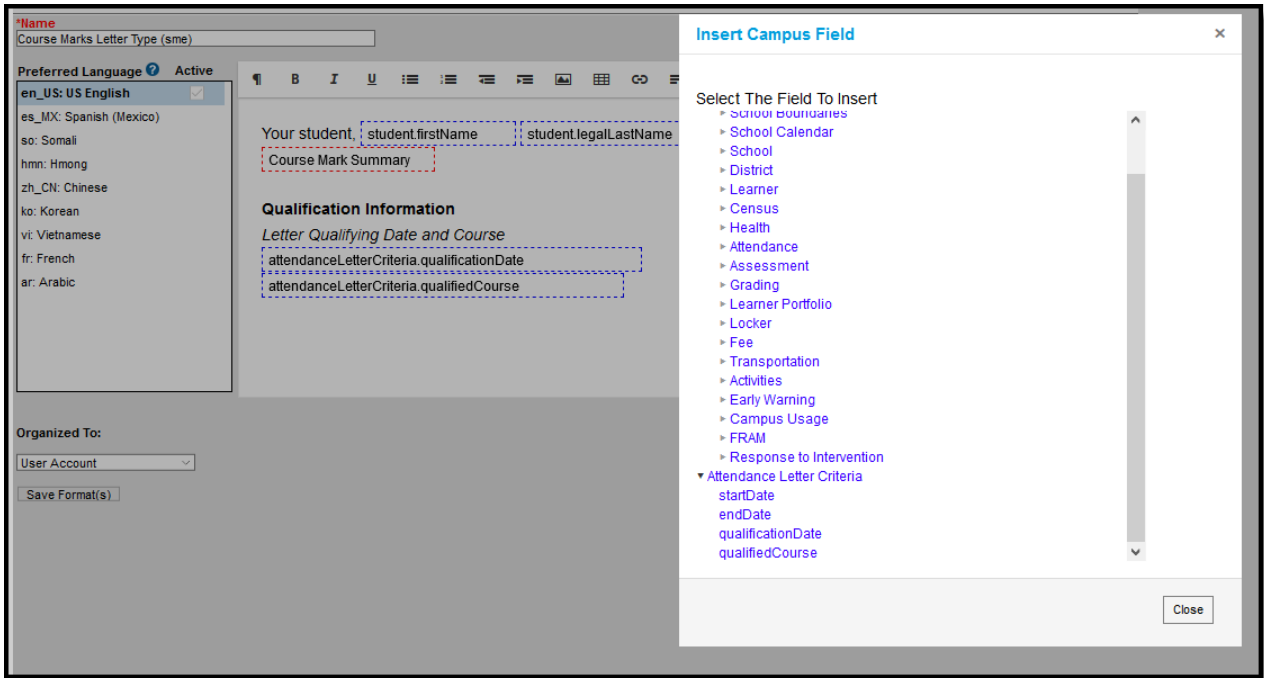 *Name
Course Marks Letter Type (sme)
Preferred Language ? Active
en_US: US English
es_MX: Spanish (Mexico)
so: Somali
hmn: Hmong
zh_CN: Chinese
ko: Korean
vi: Vietnamese
fr: French
ar: Arabic
Organized To:
User Account
Save Format(s)
¶ B I U
Your student, student.firstName student.legalLastName
Course Mark Summary
Qualification Information
Letter Qualifying Date and Course
attendanceLetterCriteria.qualificationDate
attendanceLetterCriteria.qualifiedCourse
Insert Campus Field ×
Select The Field To Insert
School Boundaries
School Calendar
School
District
Learner
Census
Health
Attendance
Assessment
Grading
Learner Portfolio
Locker
Fee
Transportation
Activities
Early Warning
Campus Usage
FRAM
Response to Intervention
Attendance Letter Criteria
startDate
endDate
qualificationDate
qualifiedCourse
Close